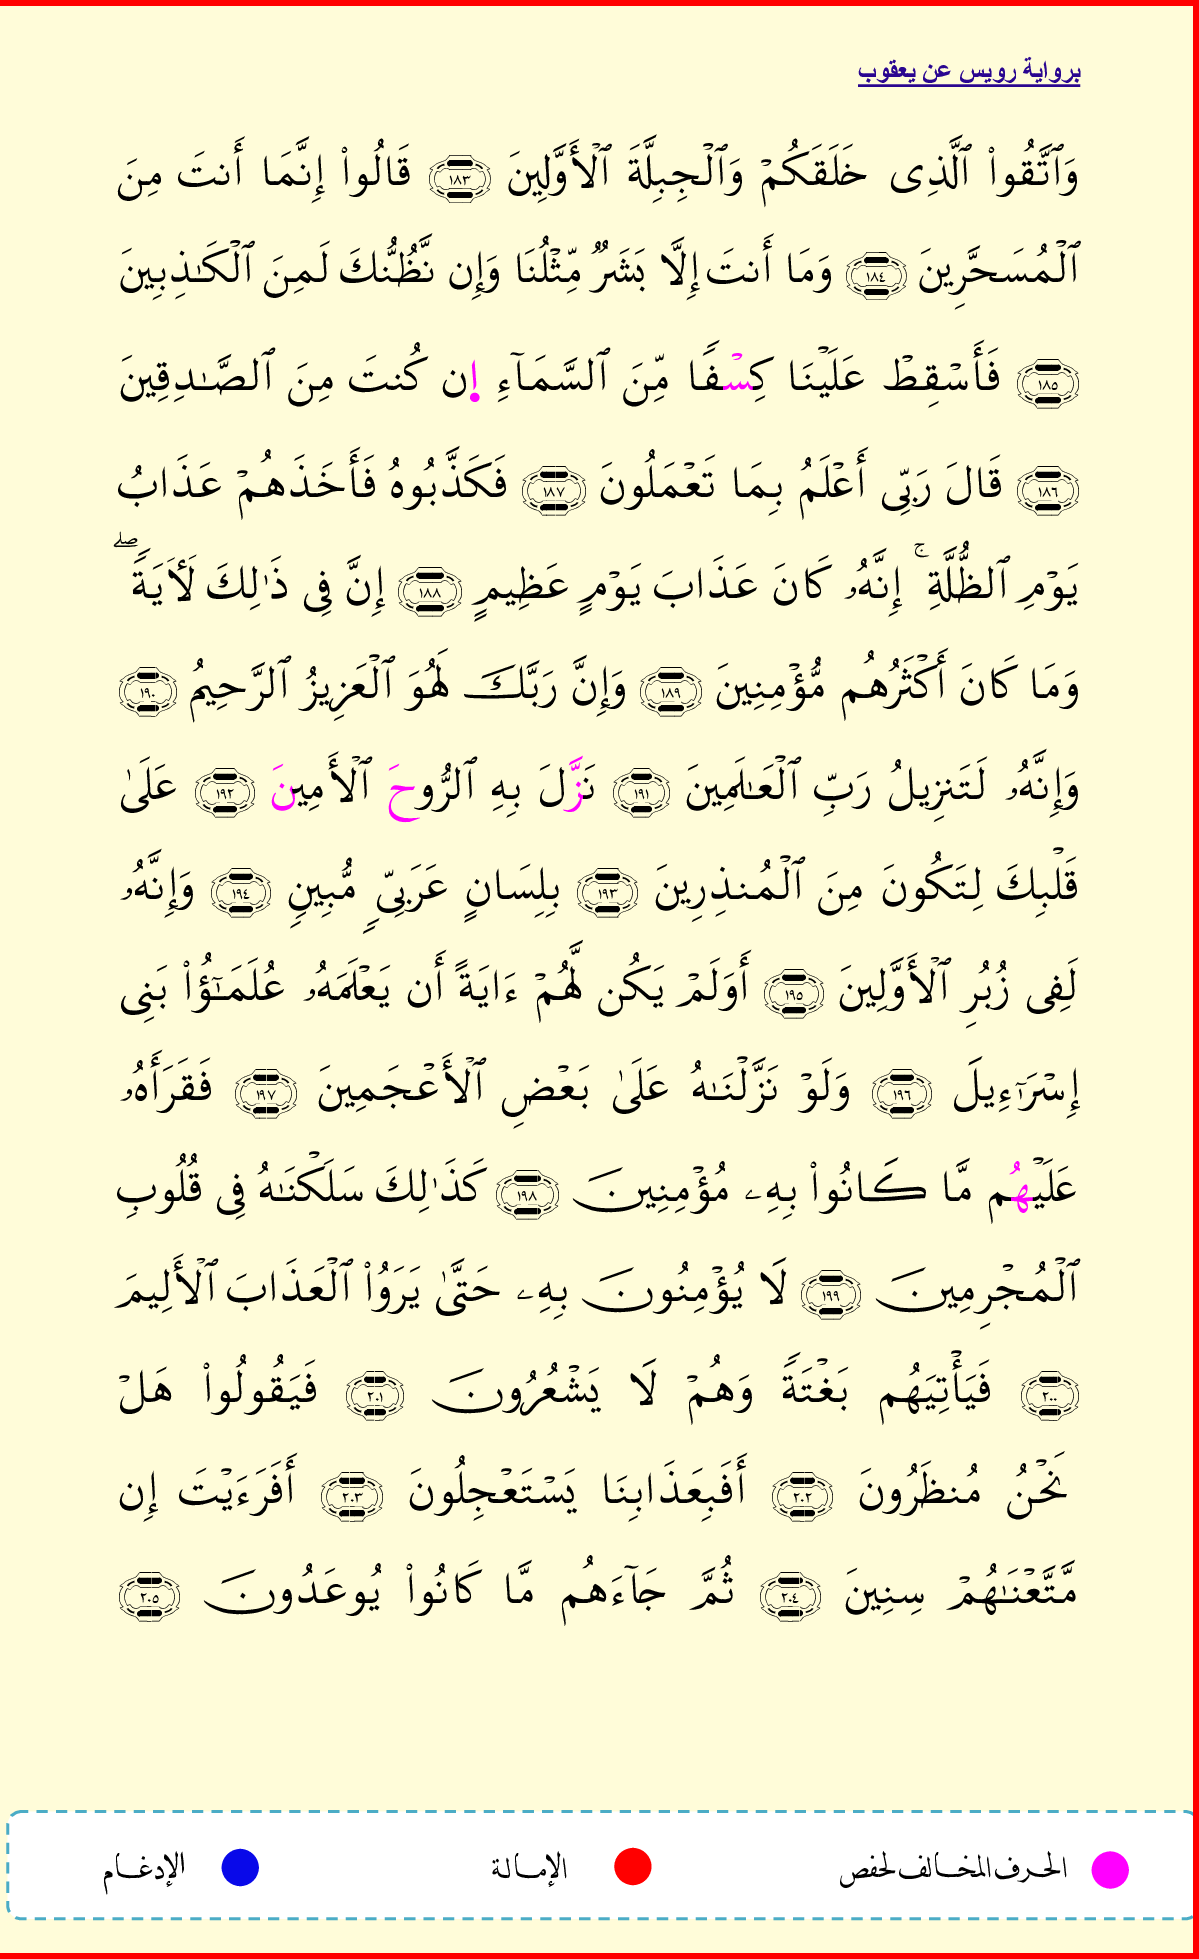 برواية رويس عن يعقوب
وَٱتَّقُوا۟ ٱلَّذِى خَلَقَكُمْ وَٱلْجِبِلَّةَ ٱلْأَوَّلِينَ ١٨٣ قَالُوٓا۟ إِنَّمَا أَنتَ مِنَ
ٱلْمُسَحَّرِينَ ١٨٤ وَمَا أَنتَ إِلَّا بَشَرٌ مِّثْلُنَا وَإِن نَّظُنُّكَ لَمِنَ ٱلْكَـٰذِبِينَ
١٨٥ فَأَسْقِطْ عَلَيْنَا كِسْفًا مِّنَ ٱلسَّمَآءِ اِن كُنتَ مِنَ ٱلصَّـٰدِقِينَ
١٨٦ قَالَ رَبِّى أَعْلَمُ بِمَا تَعْمَلُونَ ١٨٧ فَكَذَّبُوهُ فَأَخَذَهُمْ عَذَابُ
يَوْمِ ٱلظُّلَّةِ ۚ إِنَّهُۥ كَانَ عَذَابَ يَوْمٍ عَظِيمٍ ١٨٨ إِنَّ فِى ذَٰلِكَ لَأَيَةً ۖ
وَمَا كَانَ أَكْثَرُهُم مُّؤْمِنِينَ ١٨٩ وَإِنَّ رَبَّكَ لَهُوَ ٱلْعَزِيزُ ٱلرَّحِيمُ ١٩٠
وَإِنَّهُۥ لَتَنزِيلُ رَبِّ ٱلْعَـٰلَمِينَ ١٩١ نَزَّلَ بِهِ ٱلرُّوحَ ٱلْأَمِينَ ١٩٢ عَلَىٰ
قَلْبِكَ لِتَكُونَ مِنَ ٱلْمُنذِرِينَ ١٩٣ بِلِسَانٍ عَرَبِىٍّ مُّبِينٍ ١٩٤ وَإِنَّهُۥ
لَفِى زُبُرِ ٱلْأَوَّلِينَ ١٩٥ أَوَلَمْ يَكُن لَّهُمْ ءَايَةً أَن يَعْلَمَهُۥ عُلَمَـٰٓؤُا۟ بَنِى
إِسْرَٰٓءِيلَ ١٩٦ وَلَوْ نَزَّلْنَـٰهُ عَلَىٰ بَعْضِ ٱلْأَعْجَمِينَ ١٩٧ فَقَرَأَهُۥ
عَلَيْهُم مَّا كَانُوا۟ بِهِۦ مُؤْمِنِينَ ١٩٨ كَذَٰلِكَ سَلَكْنَـٰهُ فِى قُلُوبِ
ٱلْمُجْرِمِينَ ١٩٩ لَا يُؤْمِنُونَ بِهِۦ حَتَّىٰ يَرَوُا۟ ٱلْعَذَابَ ٱلْأَلِيمَ
٢٠٠ فَيَأْتِيَهُم بَغْتَةً وَهُمْ لَا يَشْعُرُونَ ٢٠١ فَيَقُولُوا۟ هَلْ
نَحْنُ مُنظَرُونَ ٢٠٢ أَفَبِعَذَابِنَا يَسْتَعْجِلُونَ ٢٠٣ أَفَرَءَيْتَ إِن
مَّتَّعْنَـٰهُمْ سِنِينَ ٢٠٤ ثُمَّ جَآءَهُم مَّا كَانُوا۟ يُوعَدُونَ ٢٠٥
الحرف المخالف لحفص الإمالة الإدغام